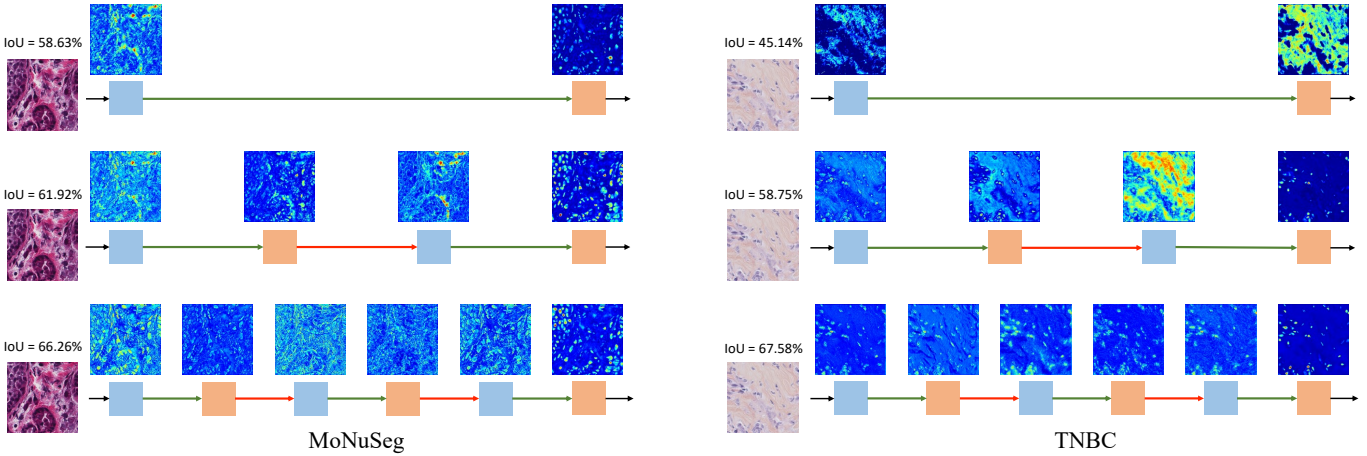 IoU = 58.63%
IoU = 61.92%
IoU = 66.26%
MoNuSeg
IoU = 45.14%
IoU = 58.75%
IoU = 67.58%
TNBC